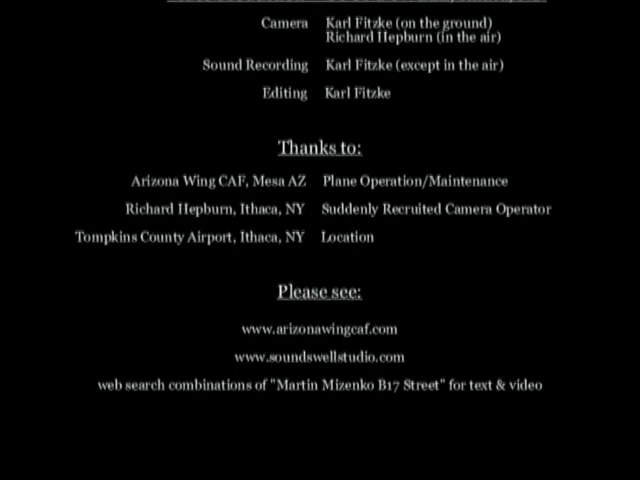 Camera Karl Fitzke (on the ground)
Richard Hepburn (in the air)
Sound Recording Karl Fitzke (except in the air)
Editing Karl Fitzke
Thanks to:
Arizona Wing CAF, Mesa AZ Plane Operation/Maintenance
Richard Hepburn, Ithaca, NY Suddenly Recruited Camera Operator
Tompkins County Airport, Ithaca, NY Location
Please see:
www.arizonawingcaf.com
www.soundswellstudio.com
web search combinations of "Martin Mizenko B17 Street" for text & video